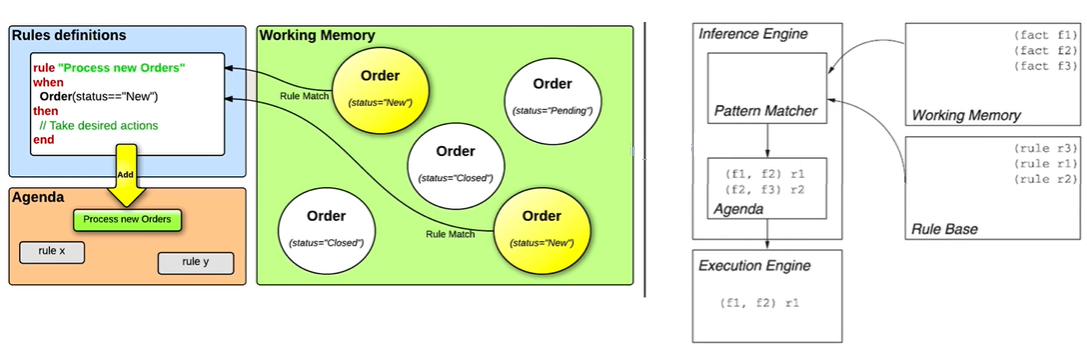 Rules definitions
rule "Process new Orders"
when
Order(status=="New")
then
// Take desired actions
end
Add
Agenda
Process new Orders
rule x
rule y
Working Memory
Order
(status="New")
Rule Match
Order
(status="Pending")
Order
(status="Closed")
Order
(status="Closed")
Order
(status="New")
Rule Match
Inference Engine
Pattern Matcher
(f1, f2) r1
(f2, f3) r2
Agenda
Execution Engine
(f1, f2) r1
(fact f1)
(fact f2)
(fact f3)
Working Memory
(rule r3)
(rule r1)
(rule r2)
Rule Base